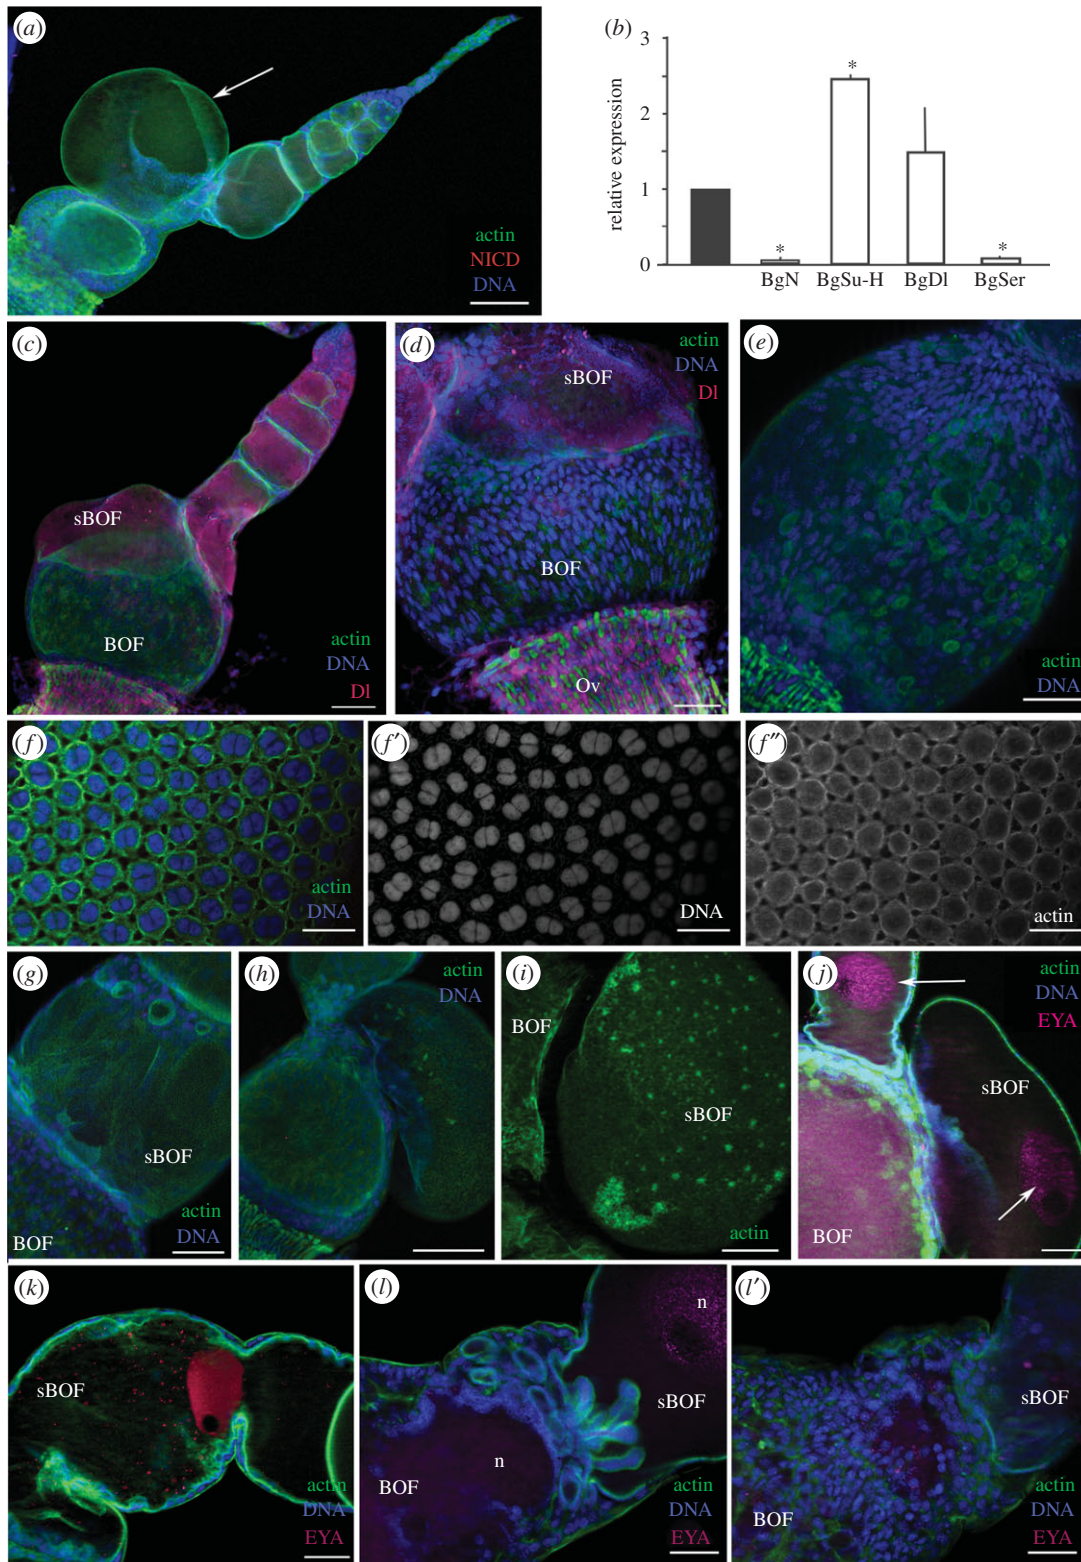 (a)
actin
NICD
DNA
(b)
3
2
1
0
relative expression
*
*
*
BgN BgSu-H BgDl BgSer
(c)
sBOF
BOF
actin
DNA
Dl
(d)
actin
DNA
Dl
sBOF
BOF
Ov
(e)
actin
DNA
(f)
actin
DNA
(f')
DNA
(f")
actin
(g)
sBOF
BOF
actin
DNA
(h)
actin
DNA
(i)
BOF
sBOF
actin
(j)
actin
DNA
EYA
sBOF
BOF
(k)
sBOF
actin
DNA
EYA
(l)
n
sBOF
n
BOF
actin
DNA
EYA
(l')
sBOF
BOF
actin
DNA
EYA